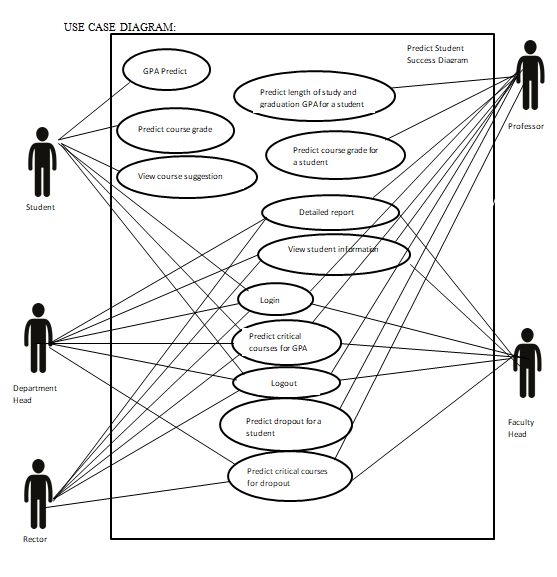 USE CASE DIAGRAM:
Predict Student
Success Diagram
GPA Predict
Predict length of study and
graduation GPA for a student
Professor
Predict course grade
Predict course grade for
a student
View course suggestion
Student
Detailed report
View student information
Login
Predict critical
courses for GPA
Department
Head
Logout
Faculty
Head
Predict dropout for a
student
Predict critical courses
for dropout
Rector